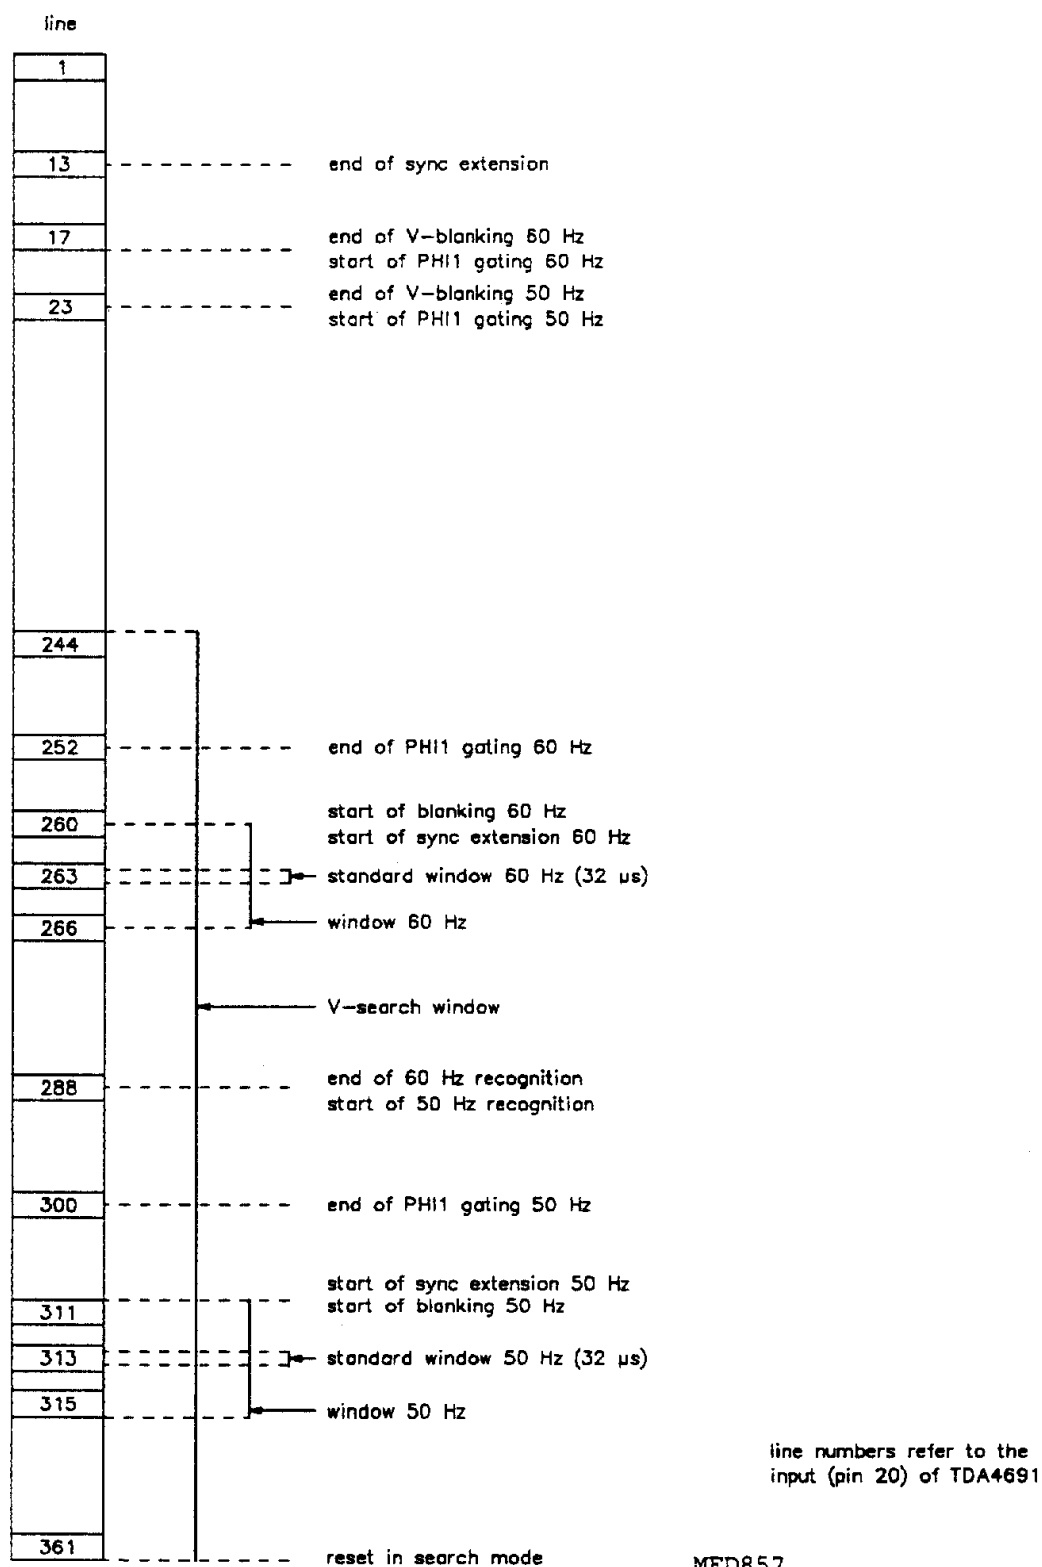 line
1
13 end of sync extension
17 end of V-blanking 60 Hz
start of PHI1 gating 60 Hz
end of V-blanking 50 Hz
23 start of PHI1 gating 50 Hz
244
252 end of PHI1 gating 60 Hz
start of blanking 60 Hz
260
start of sync extension 60 Hz
263 standard window 60 Hz (32 μs)
266 window 60 Hz
V-search window
end of 60 Hz recognition
288
start of 50 Hz recognition
300 end of PHI1 gating 50 Hz
start of sync extension 50 Hz
311 start of blanking 50 Hz
313 standard window 50 Hz (32 μs)
315 window 50 Hz
line numbers refer to the
input (pin 20) of TDA4691
361
reset in search mode
MED857